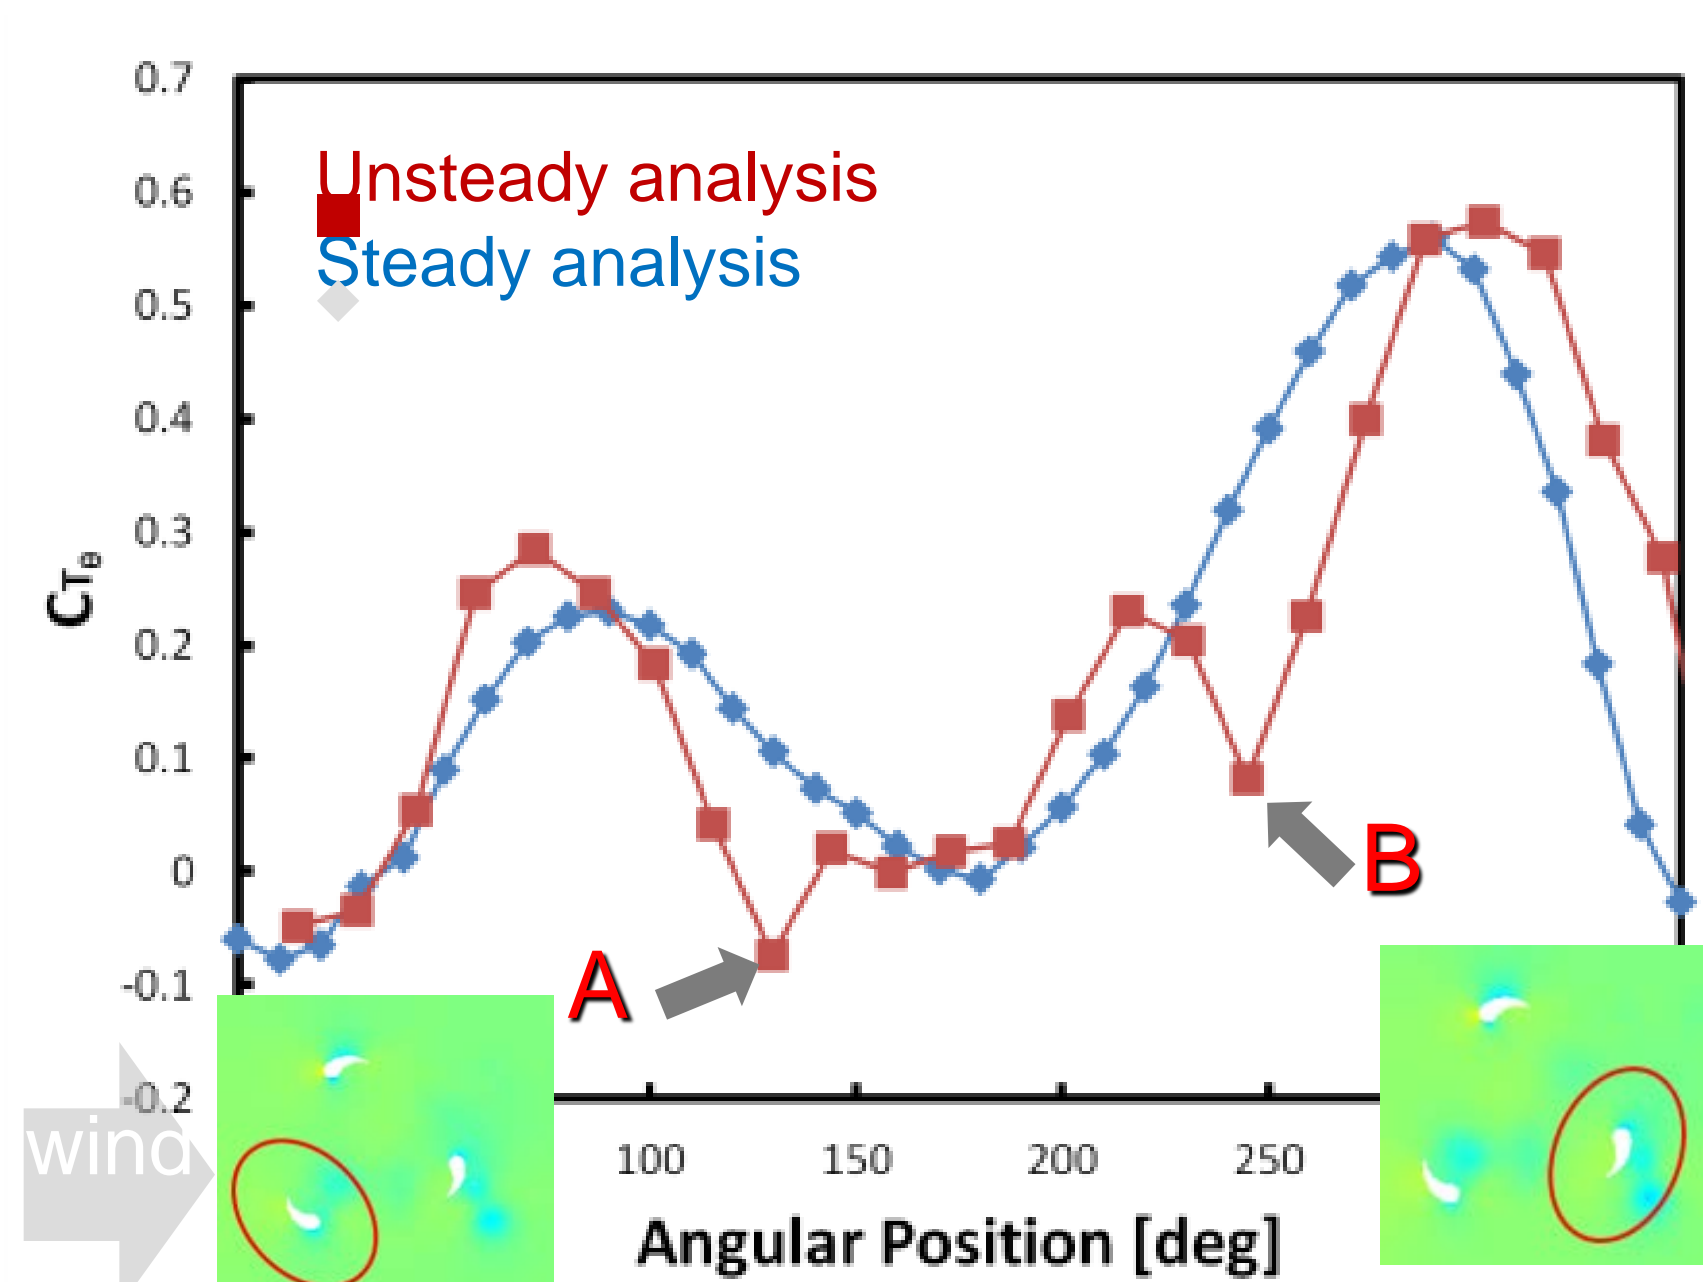 0.7
0.6
0.5
0.4
0.3
0.2
0.1
0
-0.1
-0.2
Unsteady analysis
Steady analysis
CTθ
A
B
wind
100 150 200 250
Angular Position [deg]